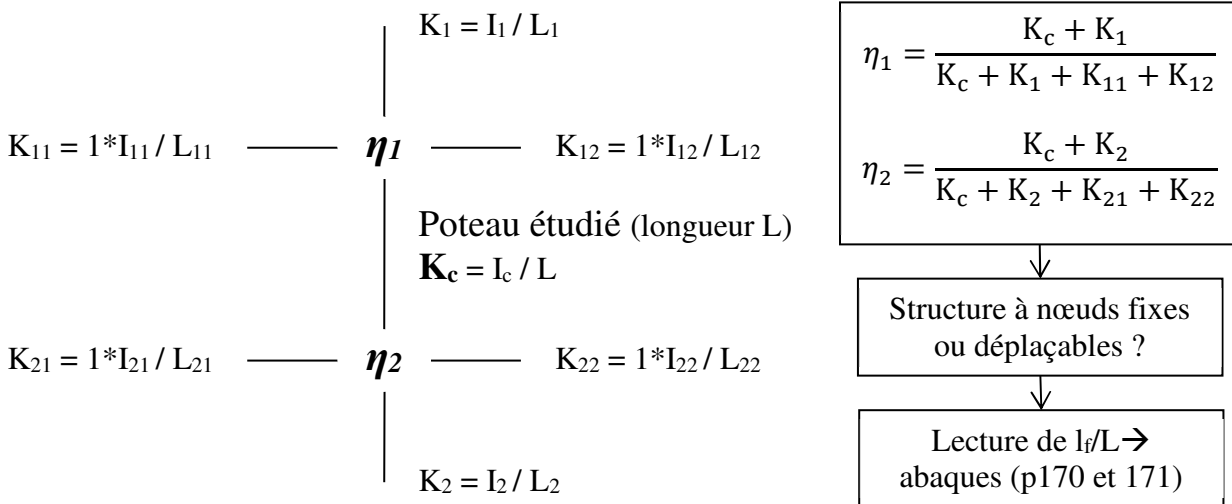 K₁ = I₁ / L₁
K₁₁ = 1*I₁₁ / L₁₁
η₁
K₁₂ = 1*I₁₂ / L₁₂
Poteau étudié (longueur L)
K_c = I_c / L
K₂₁ = 1*I₂₁ / L₂₁
η₂
K₂₂ = 1*I₂₂ / L₂₂
K₂ = I₂ / L₂
η₁ = (K_c + K₁) / (K_c + K₁ + K₁₁ + K₁₂)
η₂ = (K_c + K₂) / (K_c + K₂ + K₂₁ + K₂₂)
Structure à nœuds fixes
ou déplaçables ?
Lecture de l_f/L→
abaques (p170 et 171)